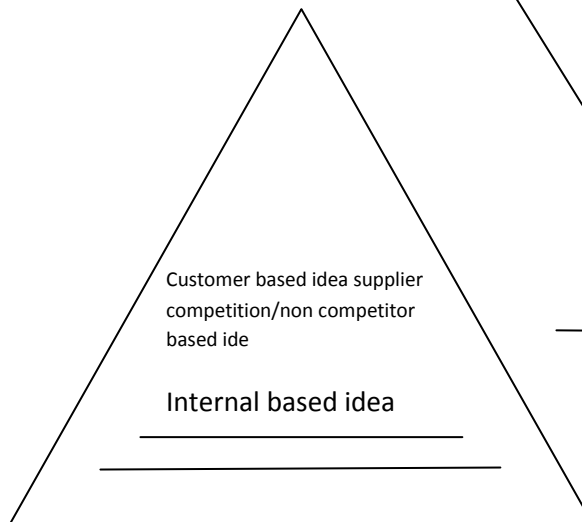 Customer based idea supplier
competition/non competitor
based ide
Internal based idea